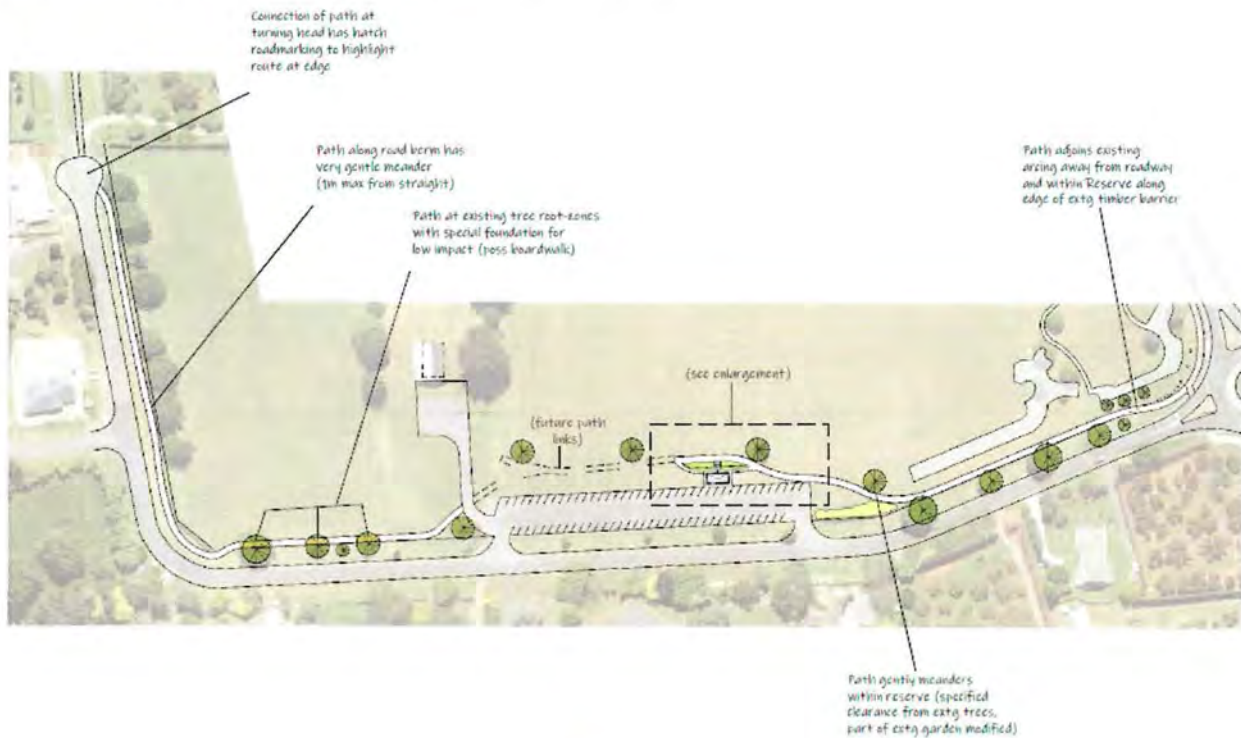 Connection of path at
turning head has hatch
roadmarking to highlight
route at edge
Path along road berm has
very gentle meander
(1m max from straight)
Path at existing tree root-zones
with special foundation for
low impact (poss boardwalk)
Path adjoins existing
arcing away from roadway
and within Reserve along
edge of extg timber barrier
(see enlargement)
(future path
links)
Path gently meanders
within reserve (specified
clearance from extg trees,
part of extg garden modified)